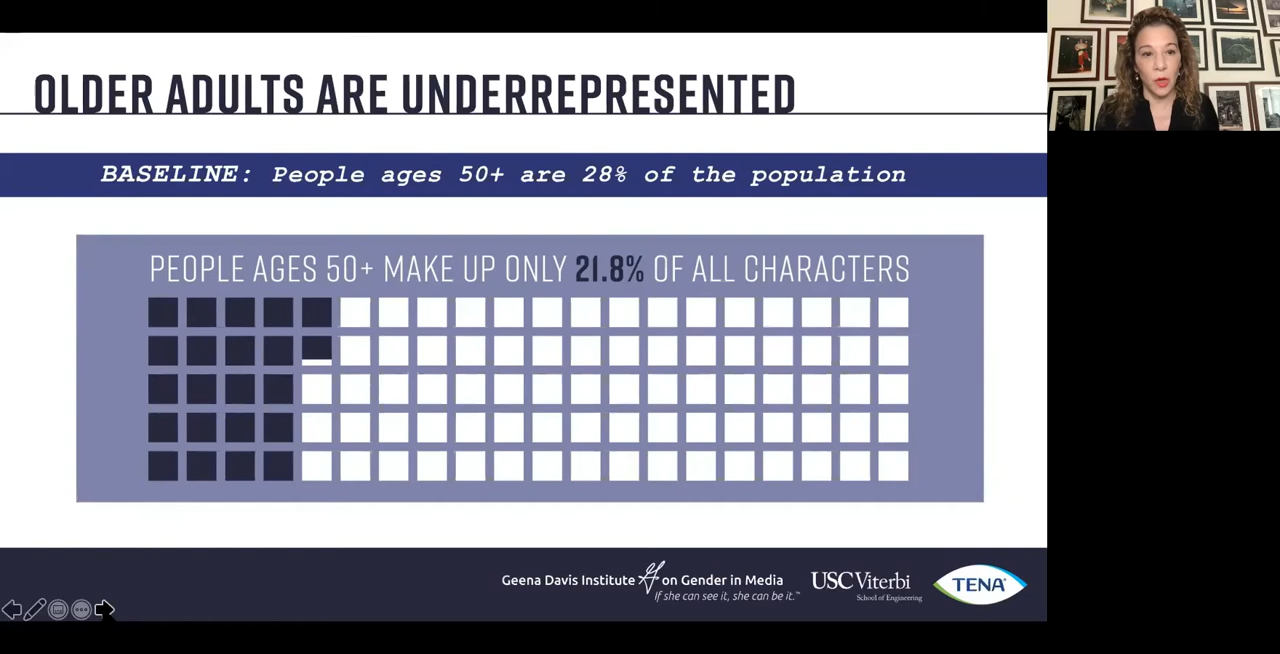 OLDER ADULTS ARE UNDERREPRESENTED
BASELINE: People ages 50+ are 28% of the population
PEOPLE AGES 50+ MAKE UP ONLY 21.8% OF ALL CHARACTERS
Geena Davis Institute on Gender in Media
If she can see it, she can be it.™
USC Viterbi
School of Engineering
TENA